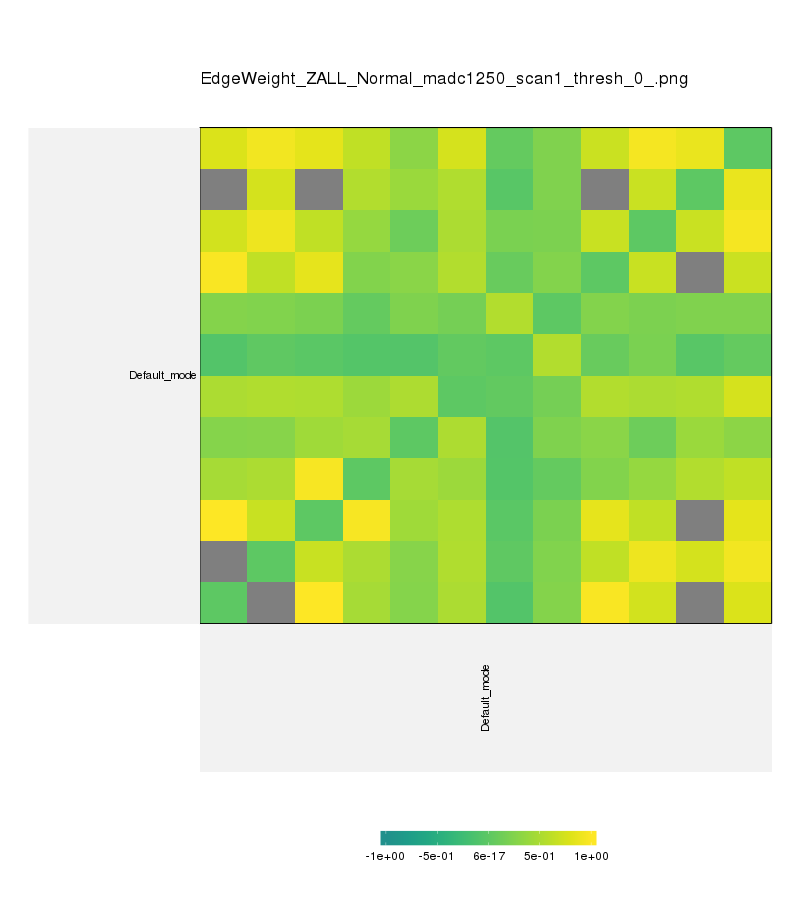 EdgeWeight_ZALL_Normal_madc1250_scan1_thresh_0_.png
Default_mode
Default_mode
-1e+00 -5e-01 6e-17 5e-01 1e+00